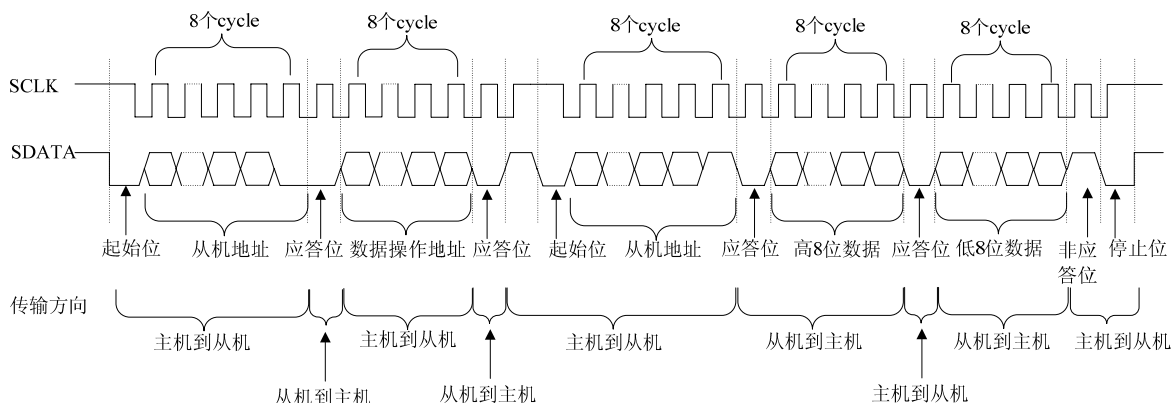 8个cycle 8个cycle 8个cycle 8个cycle 8个cycle
SCLK
SDATA
起始位 从机地址 应答位 数据操作地址 应答位 起始位 从机地址 应答位 高8位数据 应答位 低8位数据 非应答位 停止位
传输方向
主机到从机 主机到从机 主机到从机 从机到主机 从机到主机 主机到从机
从机到主机 从机到主机 主机到从机